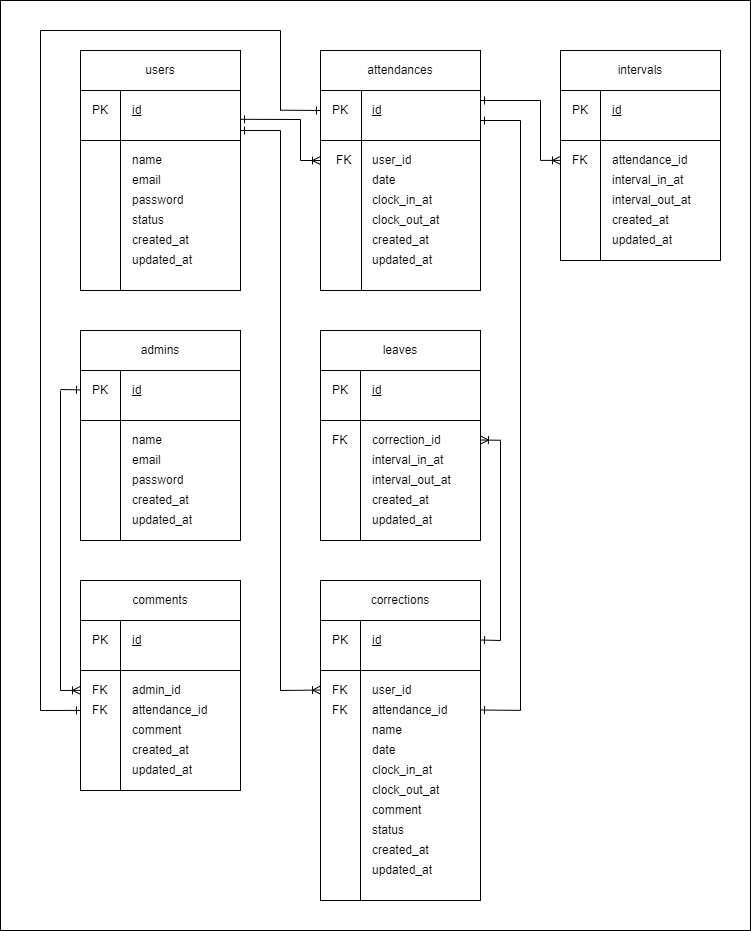 users
PK id
name
email
password
status
created_at
updated_at
attendances
PK id
FK user_id
date
clock_in_at
clock_out_at
created_at
updated_at
intervals
PK id
FK attendance_id
interval_in_at
interval_out_at
created_at
updated_at
admins
PK id
name
email
password
created_at
updated_at
leaves
PK id
FK correction_id
interval_in_at
interval_out_at
created_at
updated_at
comments
PK id
FK admin_id
FK attendance_id
comment
created_at
updated_at
corrections
PK id
FK user_id
FK attendance_id
name
date
clock_in_at
clock_out_at
comment
status
created_at
updated_at